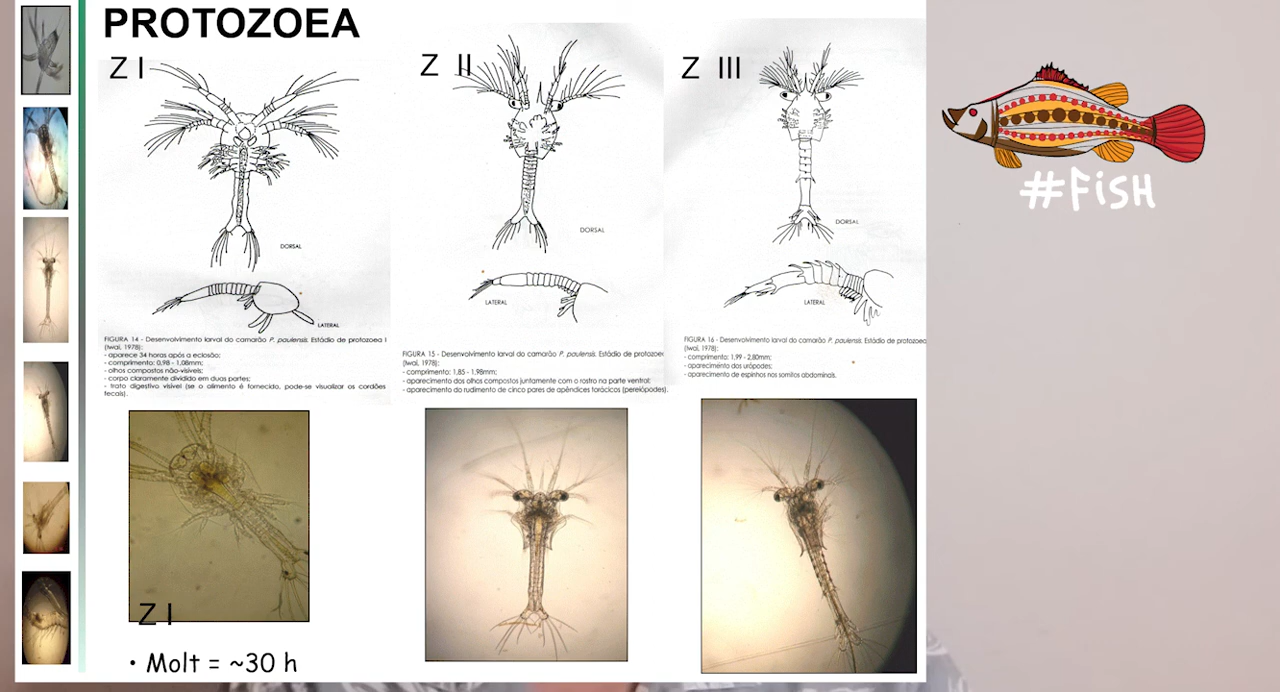 PROTOZOEA
Z I
Z II
Z III
DORSAL
DORSAL
DORSAL
LATERAL
LATERAL
LATERAL
FIGURA 14 - Desenvolvimento larval do camarão P. paulensis. Estádio de protozoea I
(Iwai, 1978):
- aparece 34 horas após a eclosão;
- comprimento: 0,98 - 1,08mm;
- olhos compostos não-visíveis;
- corpo claramente dividido em duas partes;
- trato digestivo visível (se o alimento é fornecido, pode-se visualizar os cordões
fecais).
FIGURA 15 - Desenvolvimento larval do camarão P. paulensis. Estádio de protozoe
(Iwai, 1978):
- comprimento: 1,85 - 1,98mm;
- aparecimento dos olhos compostos juntamente com o rostro na parte ventral;
- aparecimento do rudimento de cinco pares de apêndices torácicos (pereiópodes).
FIGURA 16 - Desenvolvimento larval do camarão P. paulensis. Estádio de protozoea
(Iwai, 1978):
- comprimento: 1,99 - 2,80mm;
- aparecimento dos urópodes;
- aparecimento de espinhos nos somitos abdominais.
Z I
• Molt = ~30 h
#FiSH